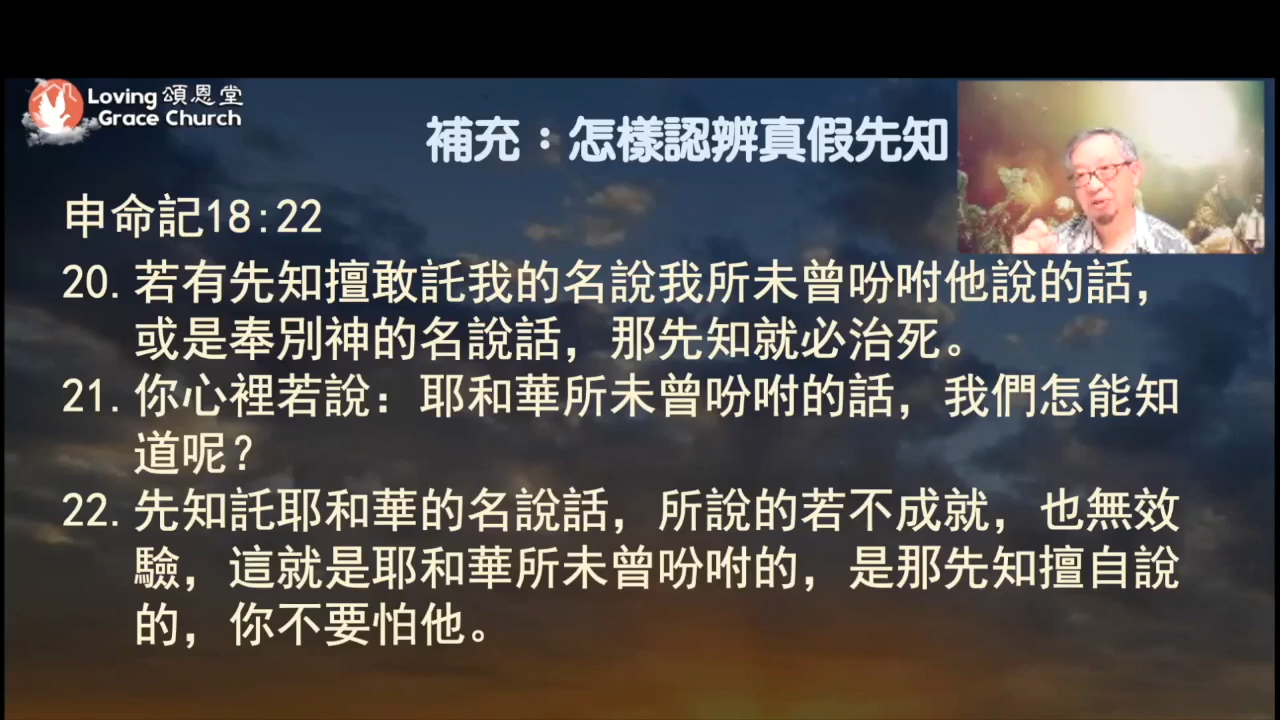 Loving 頌恩堂
Grace Church
補充：怎樣認辨真假先知
申命記18:22
20. 若有先知擅敢託我的名說我所未曾吩咐他說的話，
或是奉別神的名說話，那先知就必治死。
21. 你心裡若說：耶和華所未曾吩咐的話，我們怎能知
道呢？
22. 先知託耶和華的名說話，所說的若不成就，也無效
驗，這就是耶和華所未曾吩咐的，是那先知擅自說
的，你不要怕他。